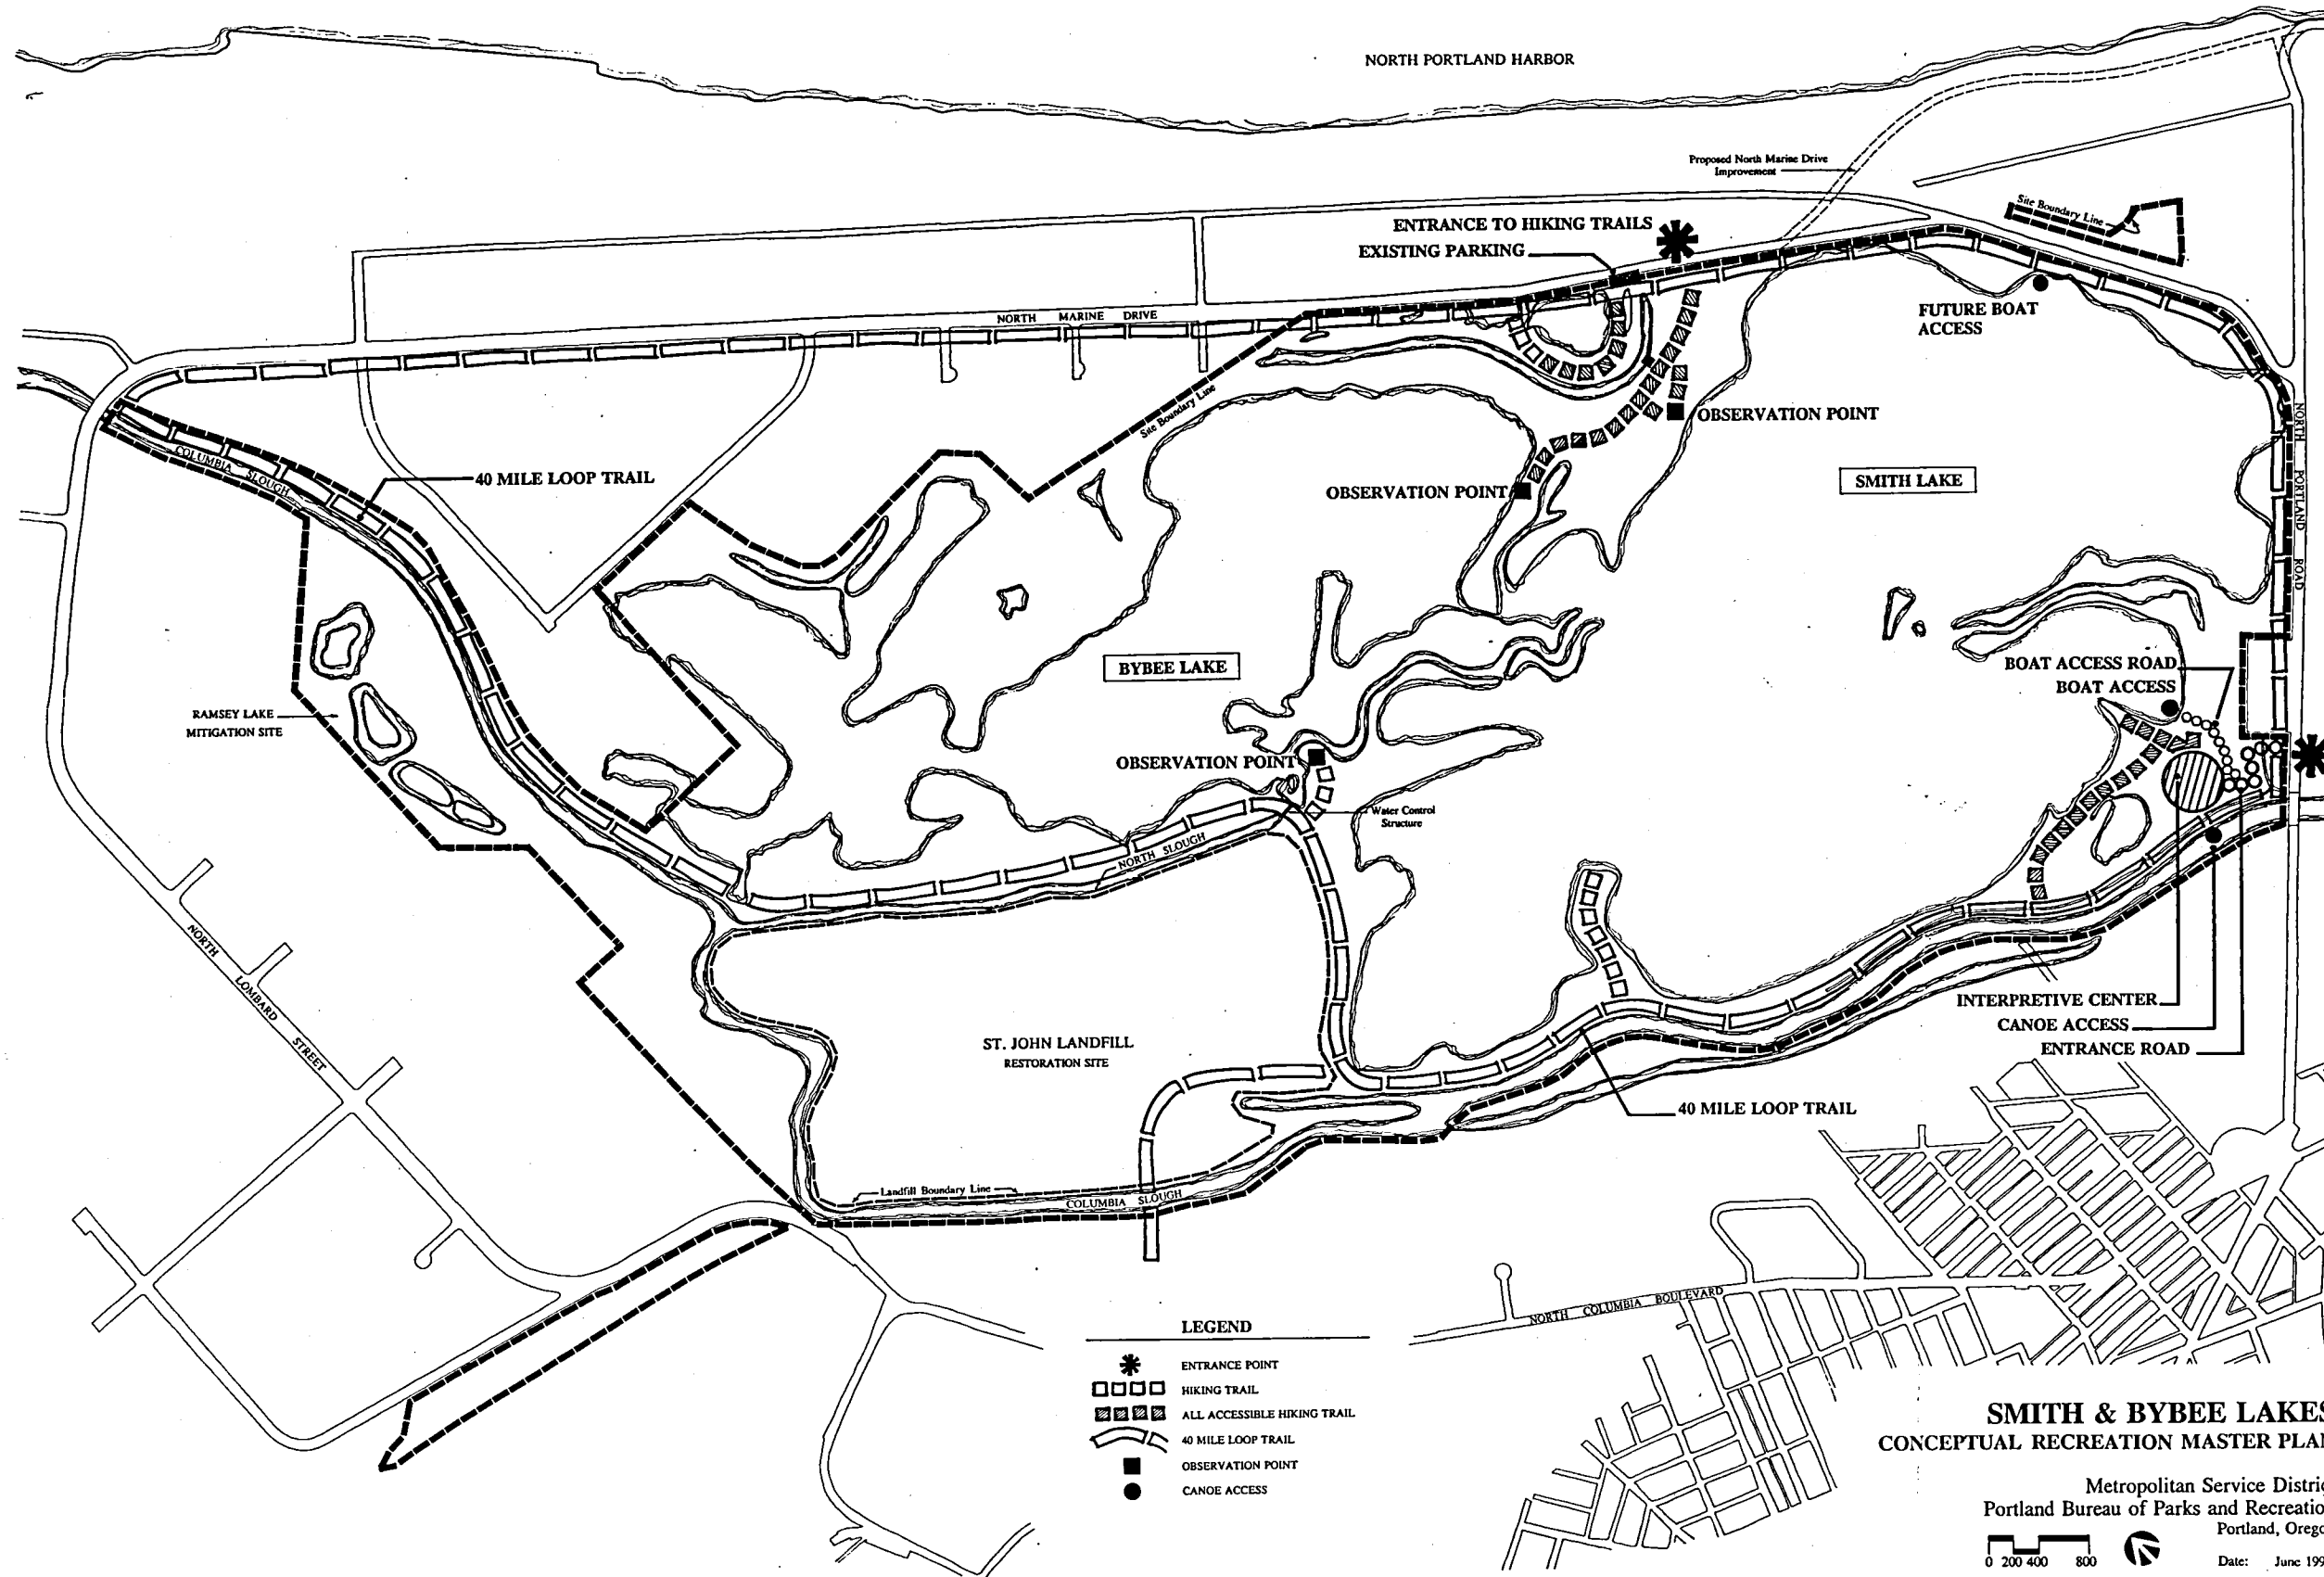 NORTH PORTLAND HARBOR
Proposed North Marine Drive
Improvement
Site Boundary Line
ENTRANCE TO HIKING TRAILS
EXISTING PARKING
FUTURE BOAT
ACCESS
NORTH MARINE DRIVE
Site Boundary Line
NORTH PORTLAND ROAD
OBSERVATION POINT
COLUMBIA SLOUGH
40 MILE LOOP TRAIL
OBSERVATION POINT
SMITH LAKE
BYBEE LAKE
BOAT ACCESS ROAD
BOAT ACCESS
RAMSEY LAKE
MITIGATION SITE
OBSERVATION POINT
Water Control
Structure
NORTH SLOUGH
NORTH LOMBARD STREET
INTERPRETIVE CENTER
CANOE ACCESS
ENTRANCE ROAD
ST. JOHN LANDFILL
RESTORATION SITE
40 MILE LOOP TRAIL
Landfill Boundary Line
COLUMBIA SLOUGH
NORTH COLUMBIA BOULEVARD
LEGEND
ENTRANCE POINT
HIKING TRAIL
ALL ACCESSIBLE HIKING TRAIL
40 MILE LOOP TRAIL
OBSERVATION POINT
CANOE ACCESS
SMITH & BYBEE LAKES
CONCEPTUAL RECREATION MASTER PLAN
Metropolitan Service Distric
Portland Bureau of Parks and Recreatio
Portland, Orego
0 200 400 800
Date: June 199